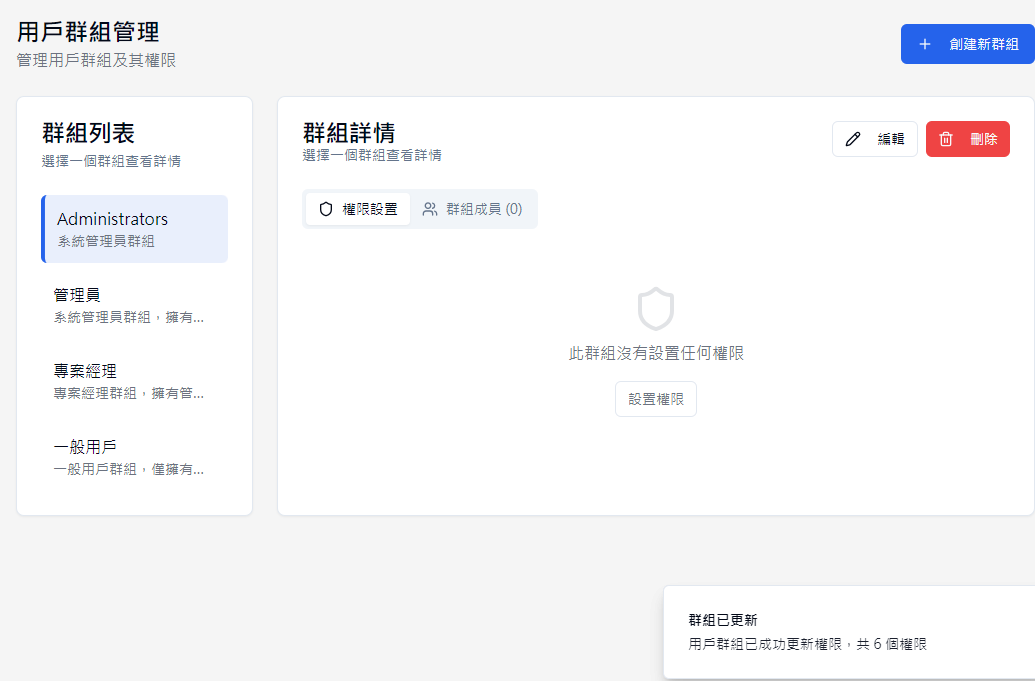 用戶群組管理
管理用戶群組及其權限
創建新群組
群組列表
選擇一個群組查看詳情
Administrators
系統管理員群組
管理員
系統管理員群組，擁有...
專案經理
專案經理群組，擁有管...
一般用戶
一般用戶群組，僅擁有...
群組詳情
選擇一個群組查看詳情
編輯
刪除
權限設置
群組成員 (0)
此群組沒有設置任何權限
設置權限
群組已更新
用戶群組已成功更新權限，共 6 個權限